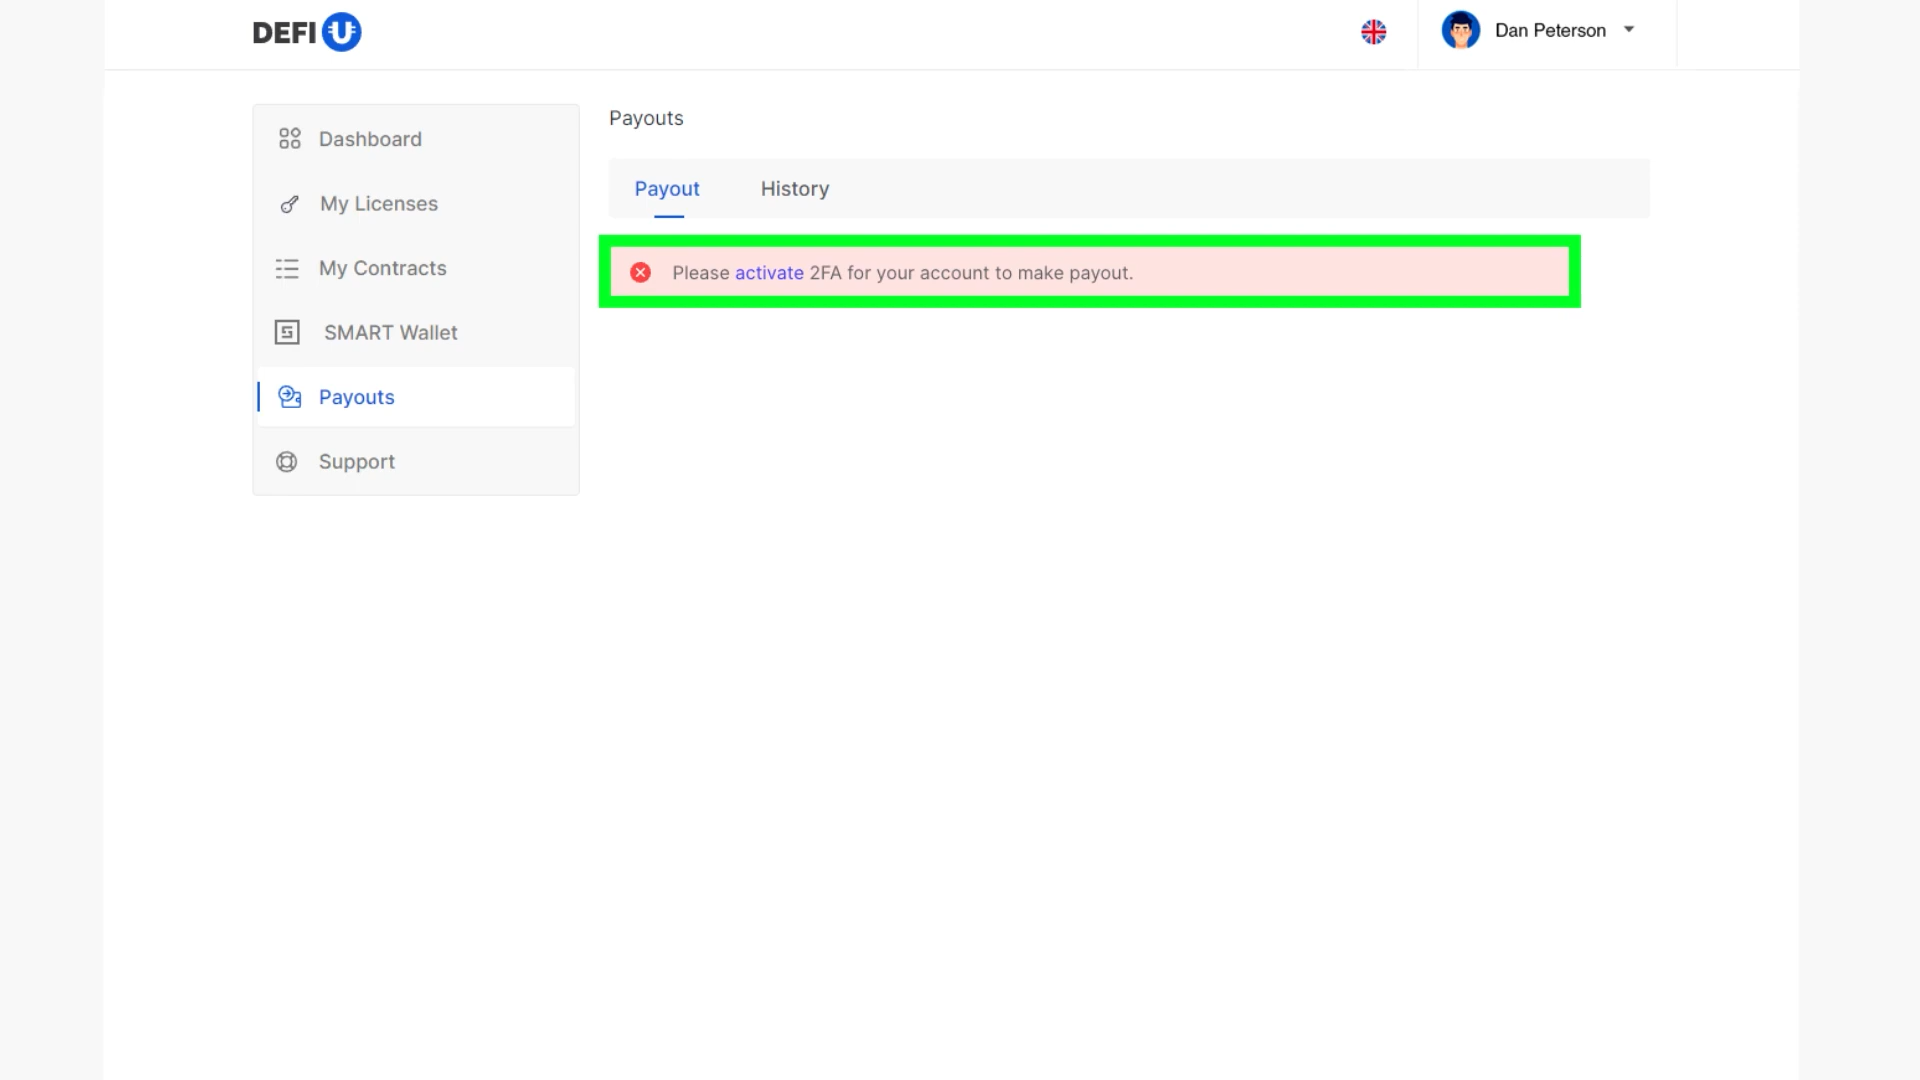 DEFI U
Dan Peterson
Dashboard
My Licenses
My Contracts
SMART Wallet
Payouts
Support
Payouts
Payout History
Please activate 2FA for your account to make payout.